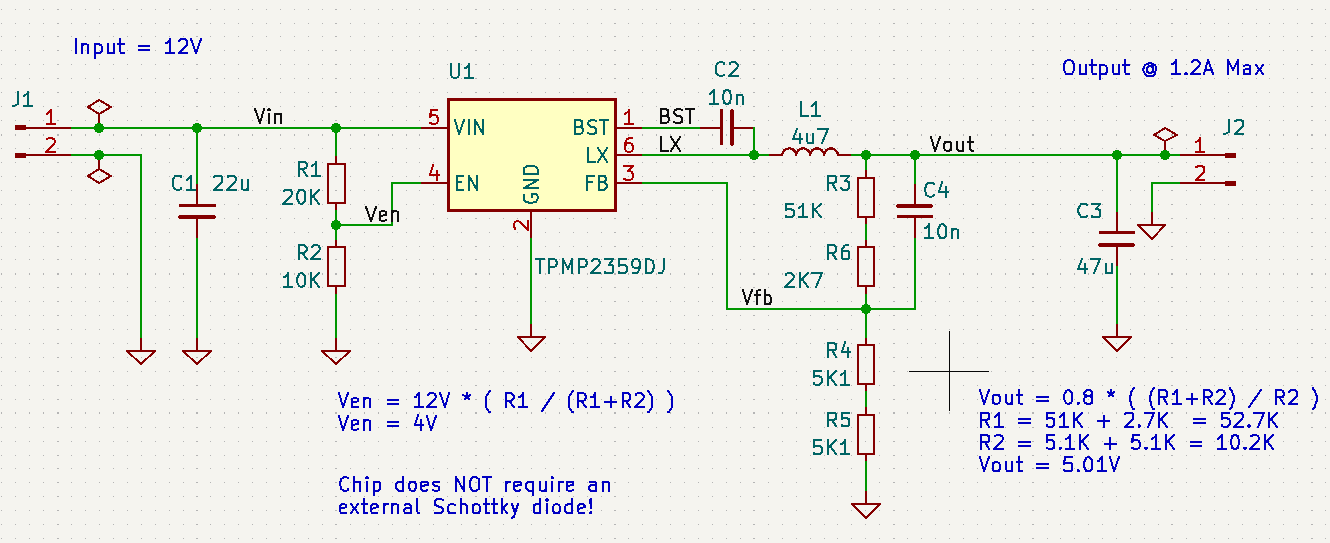 Input = 12V
Output @ 1.2A Max
J1
1
2
Vin
C1 22u
R1
20K
Ven
R2
10K
U1
5 VIN
4 EN
GND
2
BST 1
LX 6
FB 3
TPMP2359DJ
BST
LX
C2
10n
L1
4u7
Vout
R3
51K
C4
10n
R6
2K7
Vfb
R4
5K1
R5
5K1
C3
47u
J2
1
2
Ven = 12V * ( R1 / (R1+R2) )
Ven = 4V
Chip does NOT require an
external Schottky diode!
Vout = 0.8 * ( (R1+R2) / R2 )
R1 = 51K + 2.7K = 52.7K
R2 = 5.1K + 5.1K = 10.2K
Vout = 5.01V